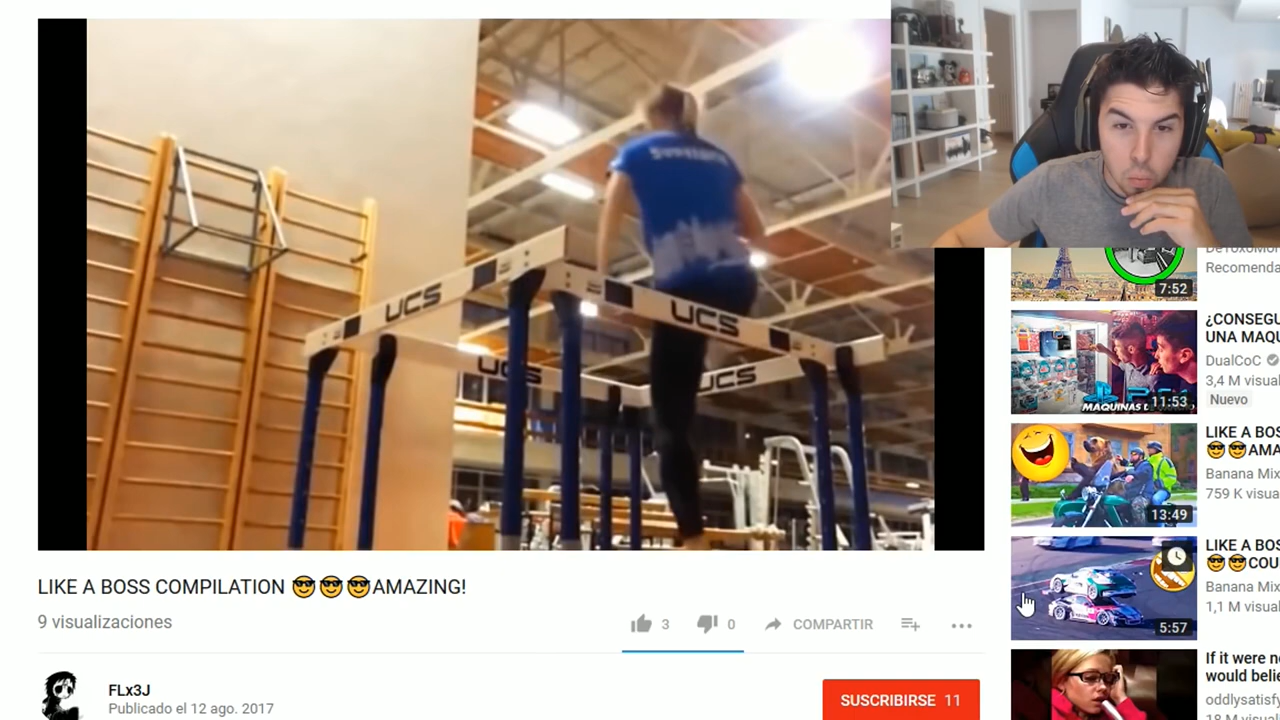 UCS
UCS
UCS
UCS
LIKE A BOSS COMPILATION 😎😎😎AMAZING!
9 visualizaciones
3
0
COMPARTIR
FLx3J
Publicado el 12 ago. 2017
SUSCRIBIRSE 11
Recomenda
7:52
¿CONSEGU
UNA MAQU
DualCoC
3,4 M visual
Nuevo
MAQUINAS
11:53
LIKE A BOS
😎😎AMA
Banana Mix
759 K visua
13:49
LIKE A BOS
😎😎COU
Banana Mix
1,1 M visual
5:57
If it were no
would belie
oddlysatisfy
18 M visual